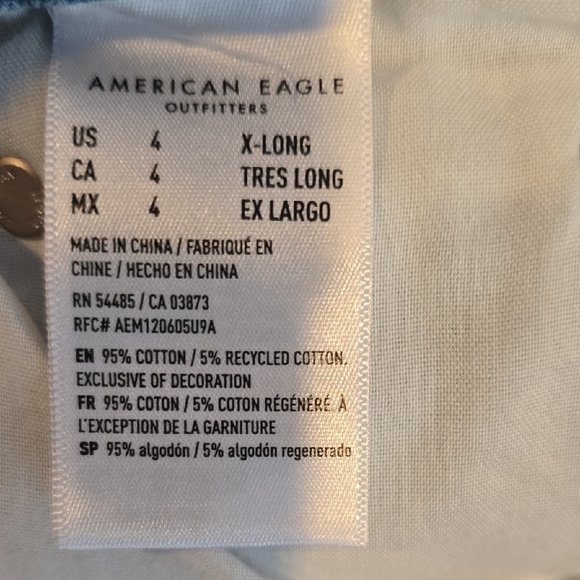 AMERICAN EAGLE
OUTFITTERS
US 4 X-LONG
CA 4 TRES LONG
MX 4 EX LARGO
MADE IN CHINA / FABRIQUÉ EN
CHINE / HECHO EN CHINA
RN 54485 / CA 03873
RFC# AEM120605U9A
EN 95% COTTON / 5% RECYCLED COTTON.
EXCLUSIVE OF DECORATION
FR 95% COTON / 5% COTON RÉGÉNÉRÉ. À
L'EXCEPTION DE LA GARNITURE
SP 95% algodón / 5% algodón regenerado